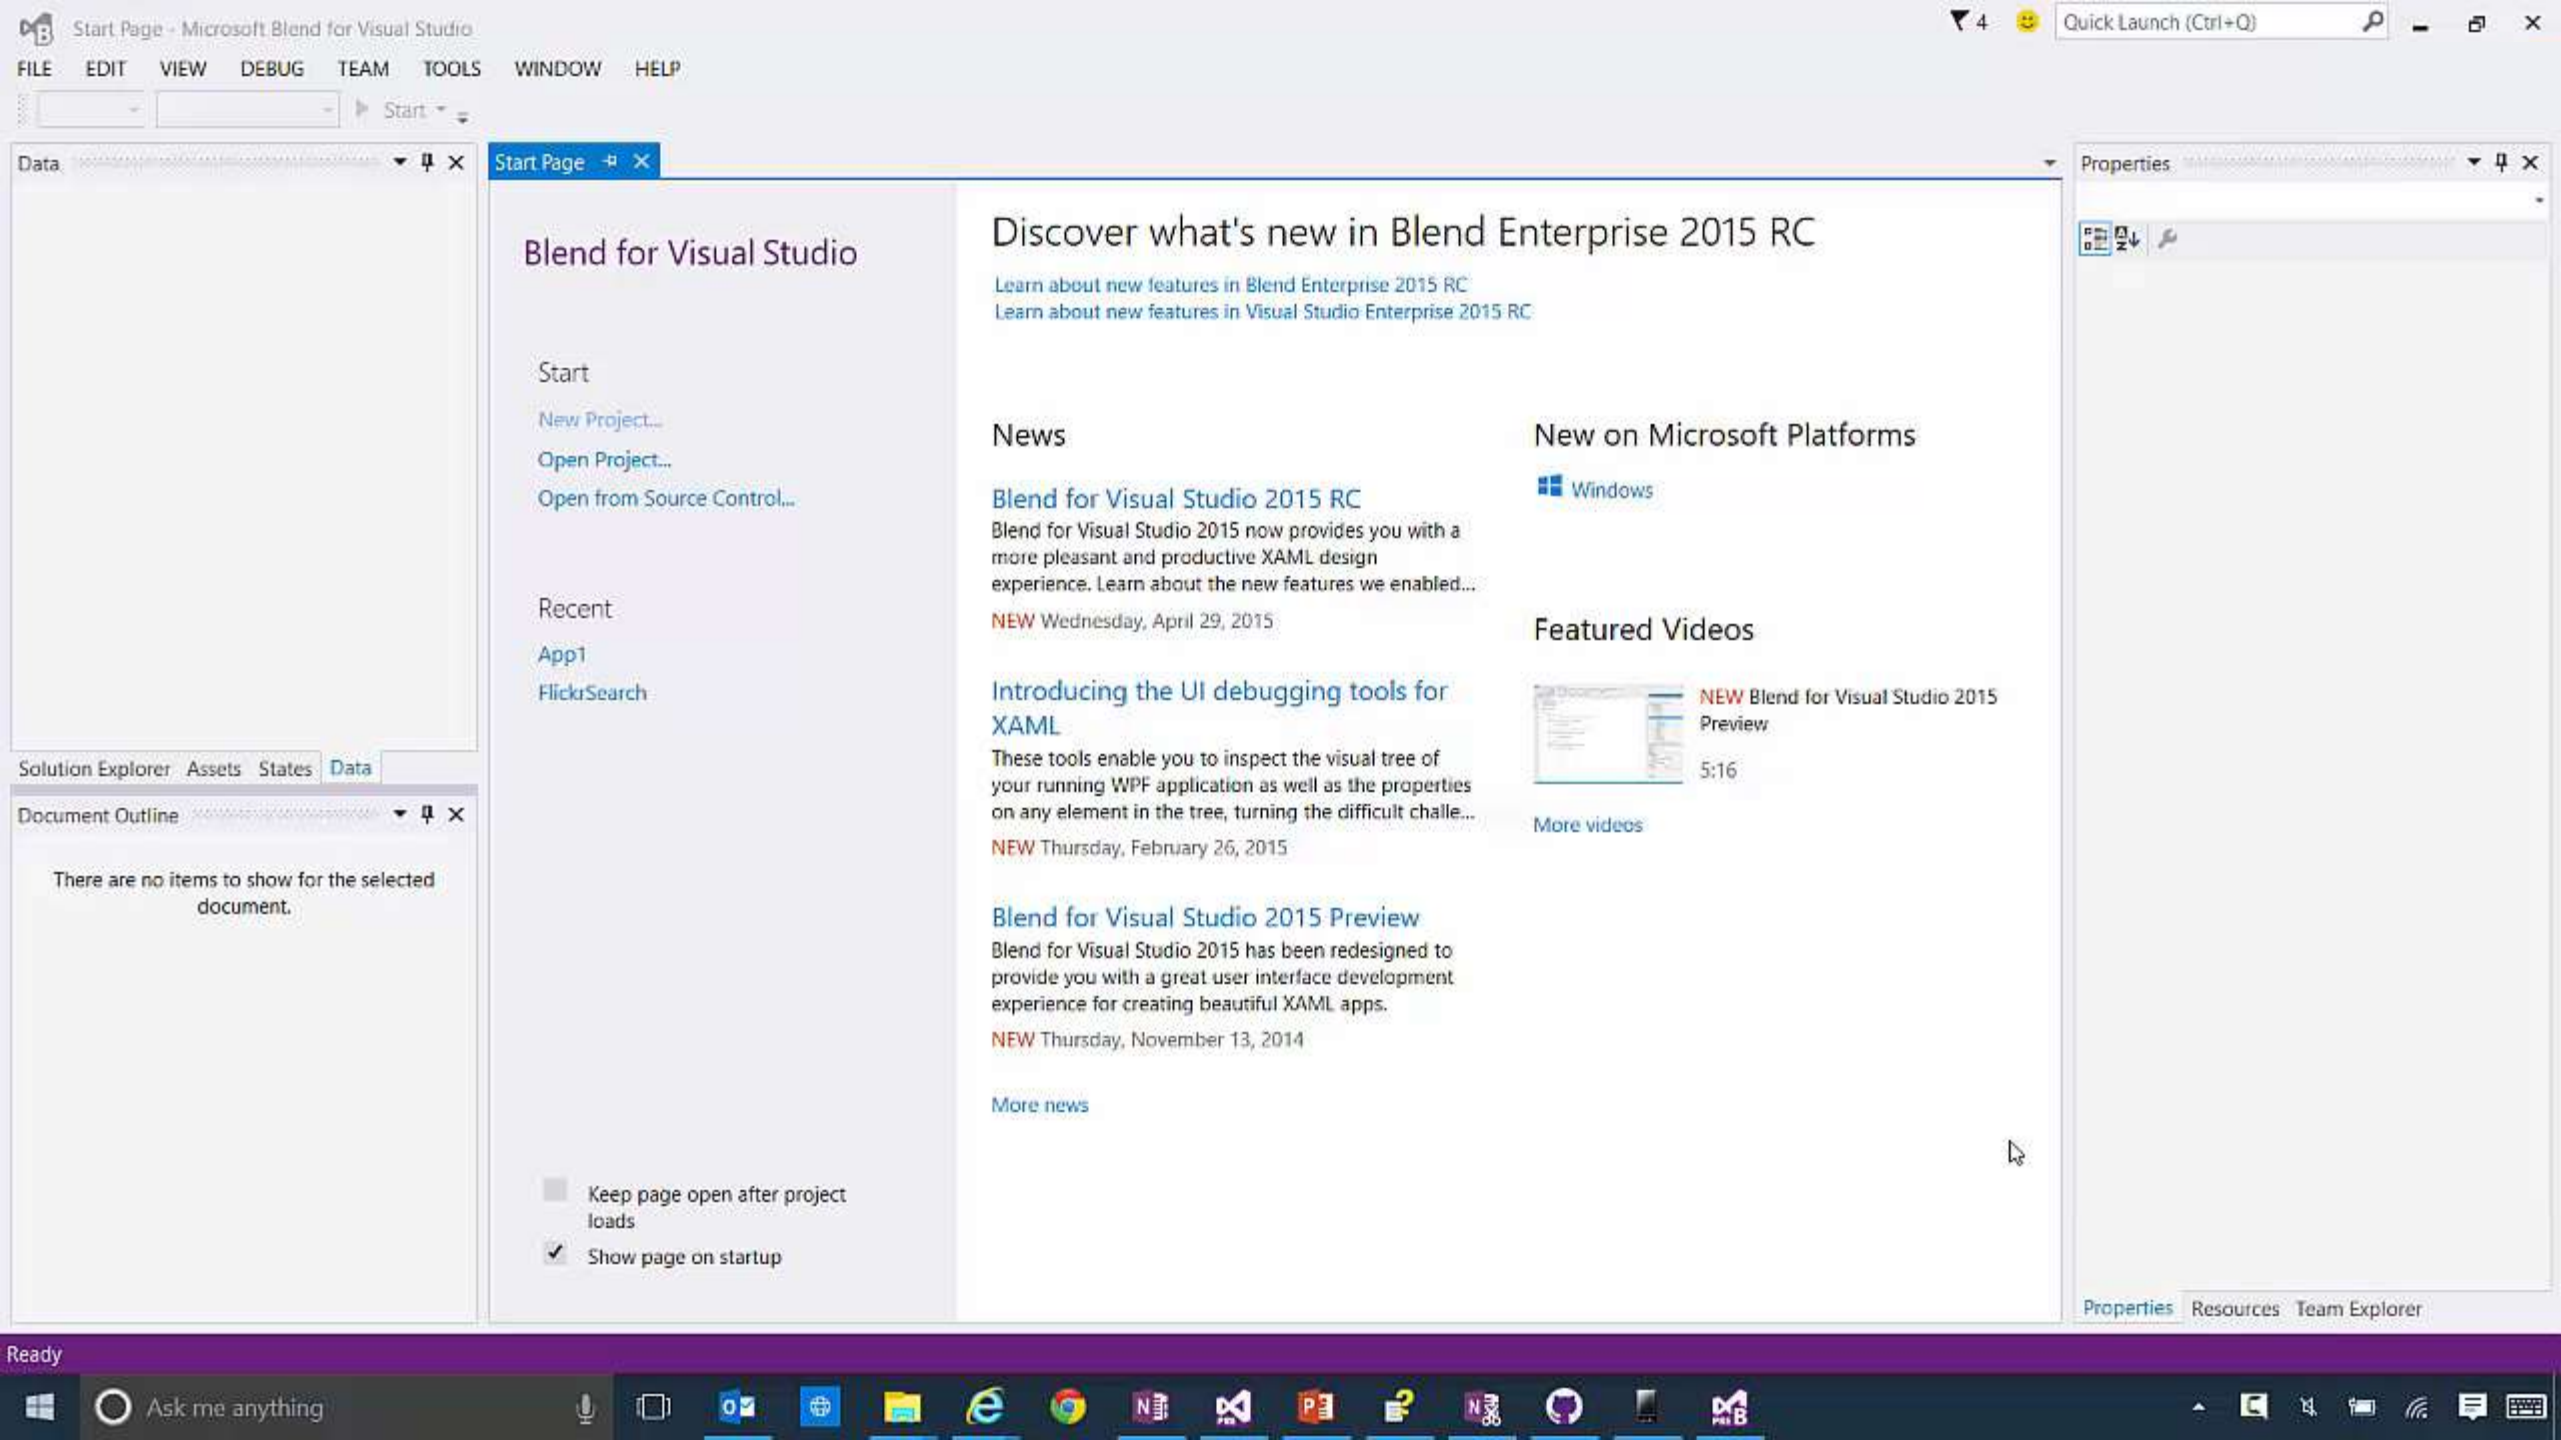 Start Page - Microsoft Blend for Visual Studio
4
Quick Launch (Ctrl+Q)
FILE EDIT VIEW DEBUG TEAM TOOLS WINDOW HELP
Start
Data
Start Page
Properties
Blend for Visual Studio
Start
New Project...
Open Project...
Open from Source Control...
Recent
App1
FlickrSearch
Keep page open after project
loads
Show page on startup
Discover what's new in Blend Enterprise 2015 RC
Learn about new features in Blend Enterprise 2015 RC
Learn about new features in Visual Studio Enterprise 2015 RC
News
Blend for Visual Studio 2015 RC
Blend for Visual Studio 2015 now provides you with a
more pleasant and productive XAML design
experience. Learn about the new features we enabled...
NEW Wednesday, April 29, 2015
Introducing the UI debugging tools for
XAML
These tools enable you to inspect the visual tree of
your running WPF application as well as the properties
on any element in the tree, turning the difficult challe...
NEW Thursday, February 26, 2015
Blend for Visual Studio 2015 Preview
Blend for Visual Studio 2015 has been redesigned to
provide you with a great user interface development
experience for creating beautiful XAML apps.
NEW Thursday, November 13, 2014
More news
New on Microsoft Platforms
Windows
Featured Videos
NEW Blend for Visual Studio 2015
Preview
5:16
More videos
Solution Explorer Assets States Data
Document Outline
There are no items to show for the selected
document.
Properties Resources Team Explorer
Ready
Ask me anything